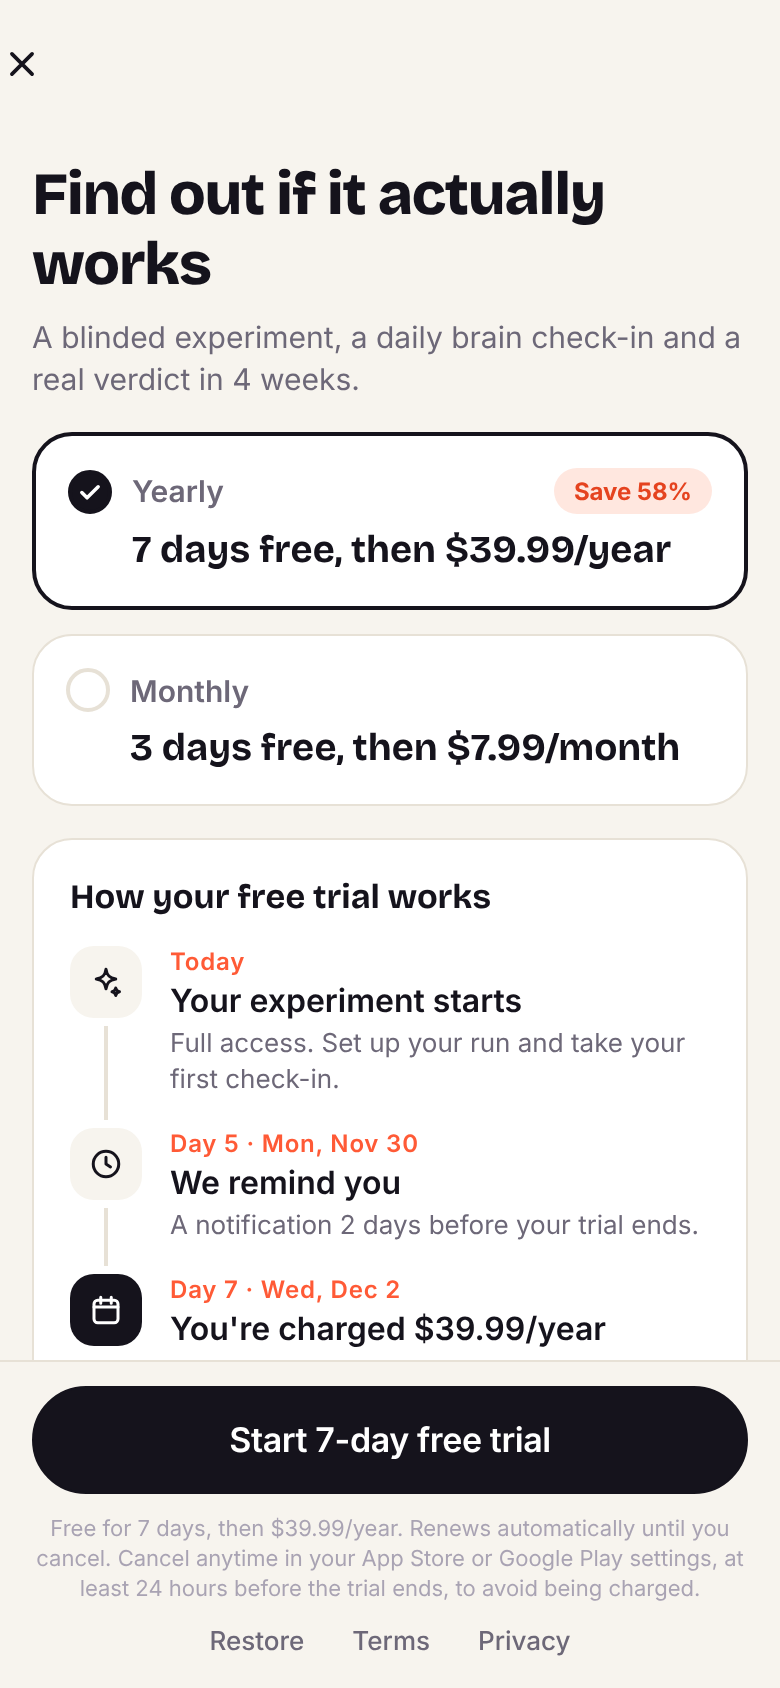 Find out if it actually
works
A blinded experiment, a daily brain check-in and a
real verdict in 4 weeks.
Yearly
Save 58%
7 days free, then $39.99/year
Monthly
3 days free, then $7.99/month
How your free trial works
Today
Your experiment starts
Full access. Set up your run and take your
first check-in.
Day 5 · Mon, Nov 30
We remind you
A notification 2 days before your trial ends.
Day 7 · Wed, Dec 2
You're charged $39.99/year
Start 7-day free trial
Free for 7 days, then $39.99/year. Renews automatically until you
cancel. Cancel anytime in your App Store or Google Play settings, at
least 24 hours before the trial ends, to avoid being charged.
Restore
Terms
Privacy